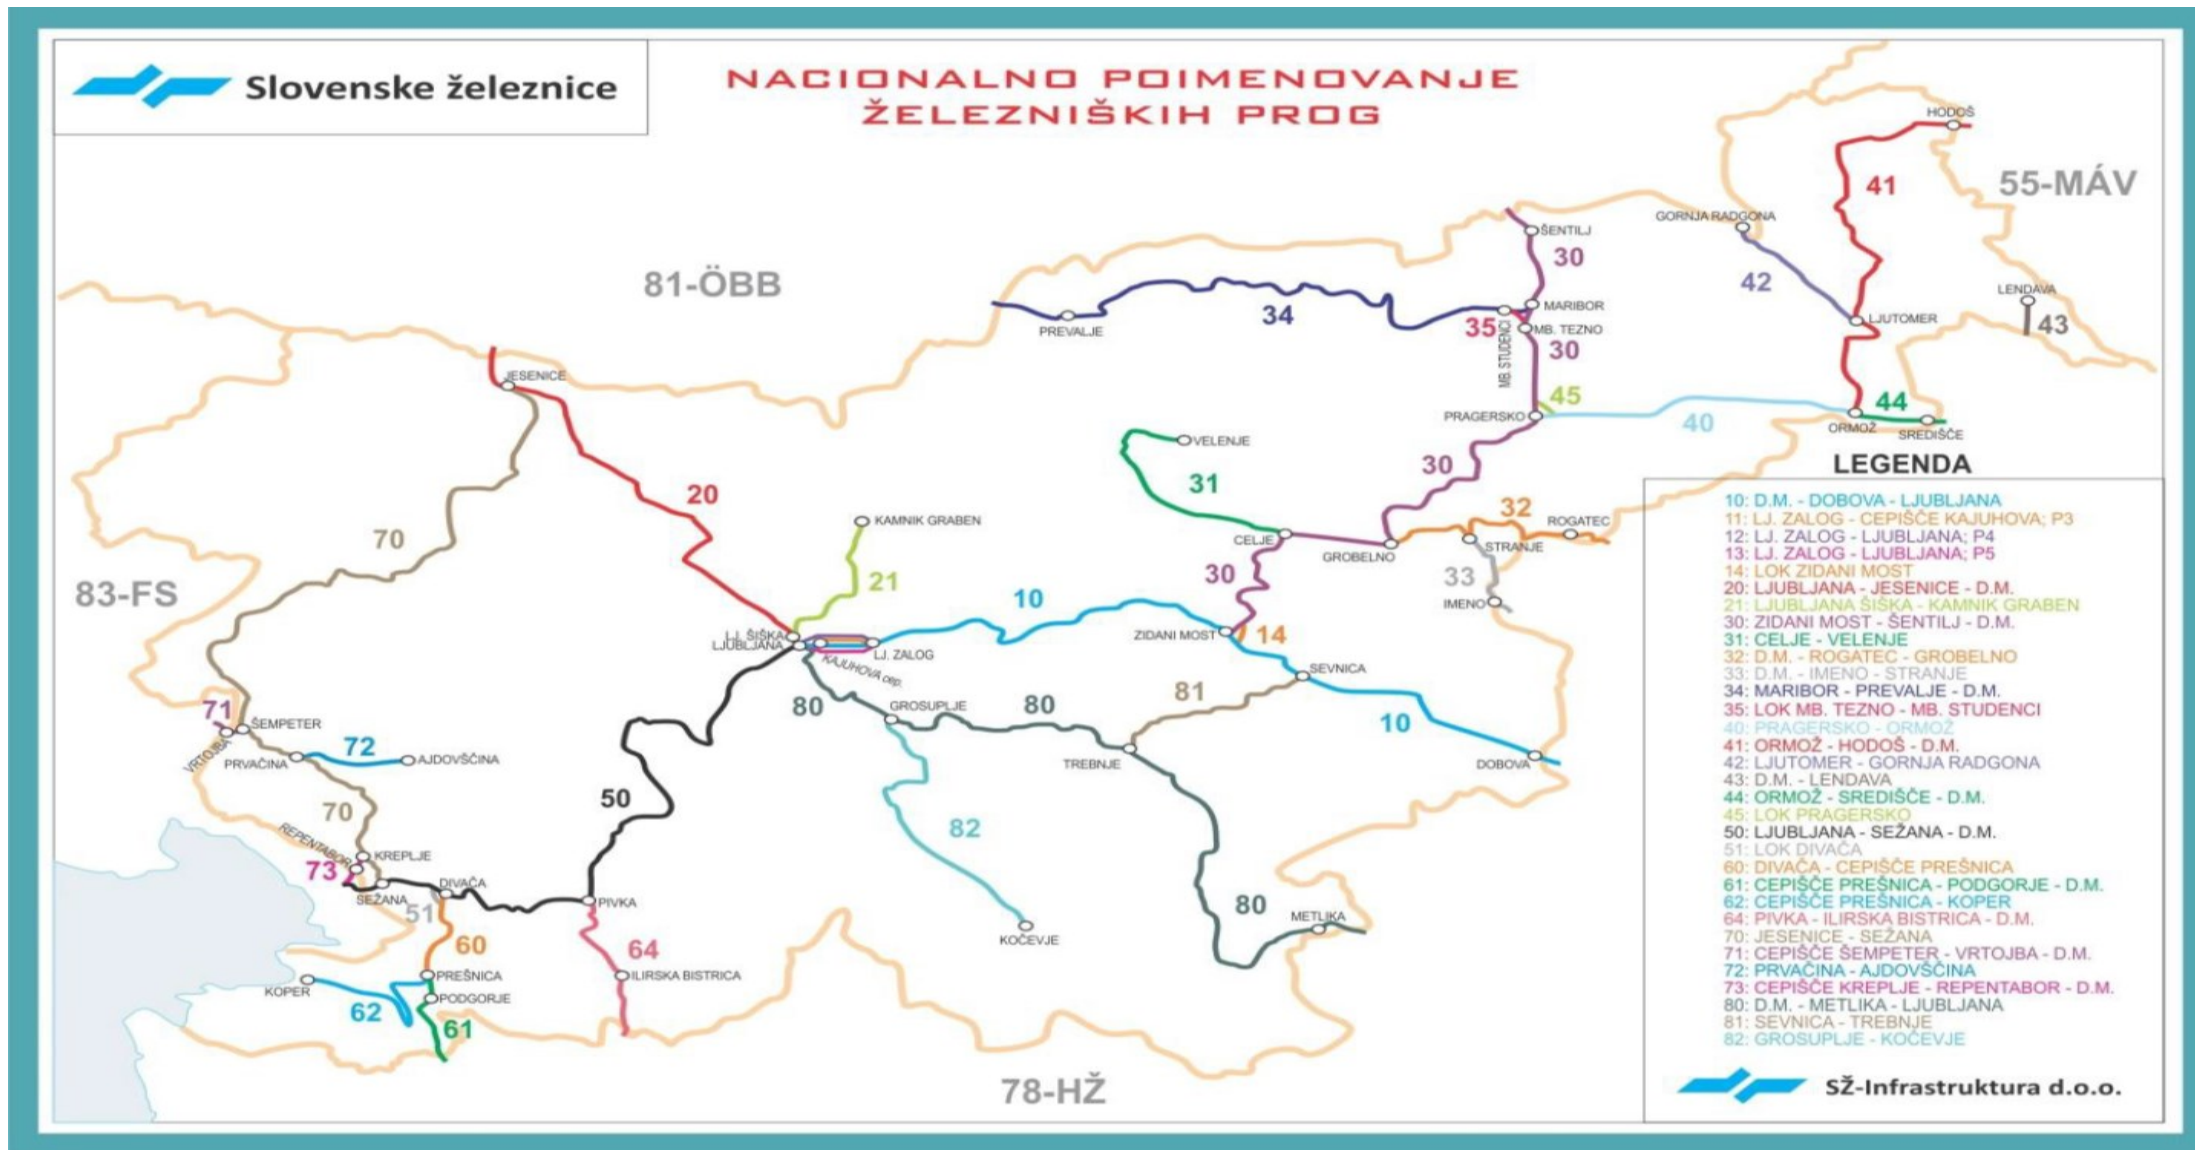 Slovenske železnice
NACIONALNO POIMENOVANJE
ŽELEZNIŠKIH PROG
HODOŠ
41
55-MÁV
GORNJA RADGONA
ŠENTILJ
30
42
81-ÖBB
LENDAVA
43
PREVALJE
34
MARIBOR
35
MB. TEZNO
MB. STUDENCI
30
LJUTOMER
JESENICE
45
44
PRAGERSKO
40
ORMOŽ
SREDIŠČE
VELENJE
31
30
20
32
KAMNIK GRABEN
ROGATEC
70
CELJE
GROBELNO
STRANJE
83-FS
21
30
33
10
IMENO
LJ. ŠIŠKA
LJUBLJANA
ZIDANI MOST
14
KAJUHOVA cep.
LJ. ZALOG
SEVNICA
81
71
80
GROSUPLJE
80
10
ŠEMPETER
VRTOJBA
72
PRVAČINA
AJDOVŠČINA
TREBNJE
DOBOVA
70
50
82
REPENTABOR
KREPLJE
73
SEŽANA
DIVAČA
51
PIVKA
80
METLIKA
60
64
KOČEVJE
PREŠNICA
ILIRSKA BISTRICA
KOPER
PODGORJE
62
61
78-HŽ
LEGENDA
10: D.M. - DOBOVA - LJUBLJANA
11: LJ. ZALOG - CEPIŠČE KAJUHOVA; P3
12: LJ. ZALOG - LJUBLJANA; P4
13: LJ. ZALOG - LJUBLJANA; P5
14: LOK ZIDANI MOST
20: LJUBLJANA - JESENICE - D.M.
21: LJUBLJANA ŠIŠKA - KAMNIK GRABEN
30: ZIDANI MOST - ŠENTILJ - D.M.
31: CELJE - VELENJE
32: D.M. - ROGATEC - GROBELNO
33: D.M. - IMENO - STRANJE
34: MARIBOR - PREVALJE - D.M.
35: LOK MB. TEZNO - MB. STUDENCI
40: PRAGERSKO - ORMOŽ
41: ORMOŽ - HODOŠ - D.M.
42: LJUTOMER - GORNJA RADGONA
43: D.M. - LENDAVA
44: ORMOŽ - SREDIŠČE - D.M.
45: LOK PRAGERSKO
50: LJUBLJANA - SEŽANA - D.M.
51: LOK DIVAČA
60: DIVAČA - CEPIŠČE PREŠNICA
61: CEPIŠČE PREŠNICA - PODGORJE - D.M.
62: CEPIŠČE PREŠNICA - KOPER
64: PIVKA - ILIRSKA BISTRICA - D.M.
70: JESENICE - SEŽANA
71: CEPIŠČE ŠEMPETER - VRTOJBA - D.M.
72: PRVAČINA - AJDOVŠČINA
73: CEPIŠČE KREPLJE - REPENTABOR - D.M.
80: D.M. - METLIKA - LJUBLJANA
81: SEVNICA - TREBNJE
82: GROSUPLJE - KOČEVJE
SŽ-Infrastruktura d.o.o.